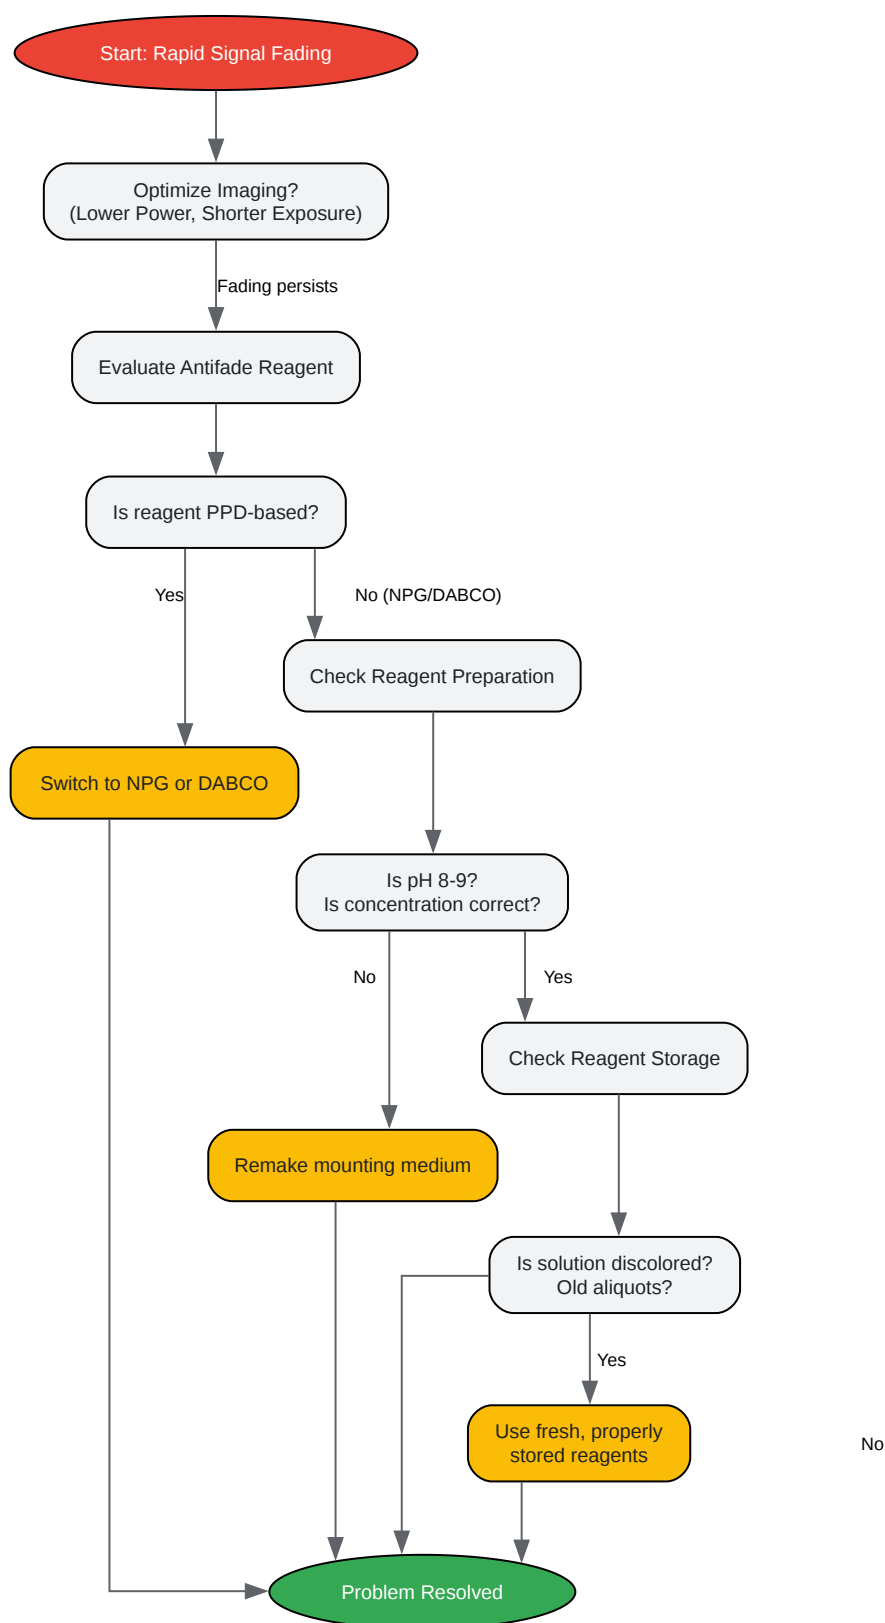 Start: Rapid Signal Fading
Optimize Imaging?
(Lower Power, Shorter Exposure)
Fading persists
Evaluate Antifade Reagent
Is reagent PPD-based?
Yes
No (NPG/DABCO)
Check Reagent Preparation
Switch to NPG or DABCO
Is pH 8-9?
Is concentration correct?
No
Yes
Check Reagent Storage
Remake mounting medium
Is solution discolored?
Old aliquots?
Yes
Use fresh, properly
stored reagents
No
Problem Resolved